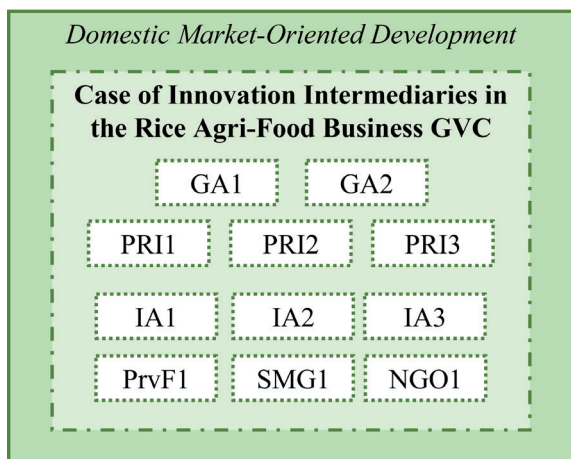 Domestic Market-Oriented Development
Case of Innovation Intermediaries in
the Rice Agri-Food Business GVC
GA1 GA2
PRI1 PRI2 PRI3
IA1 IA2 IA3
PrvF1 SMG1 NGO1